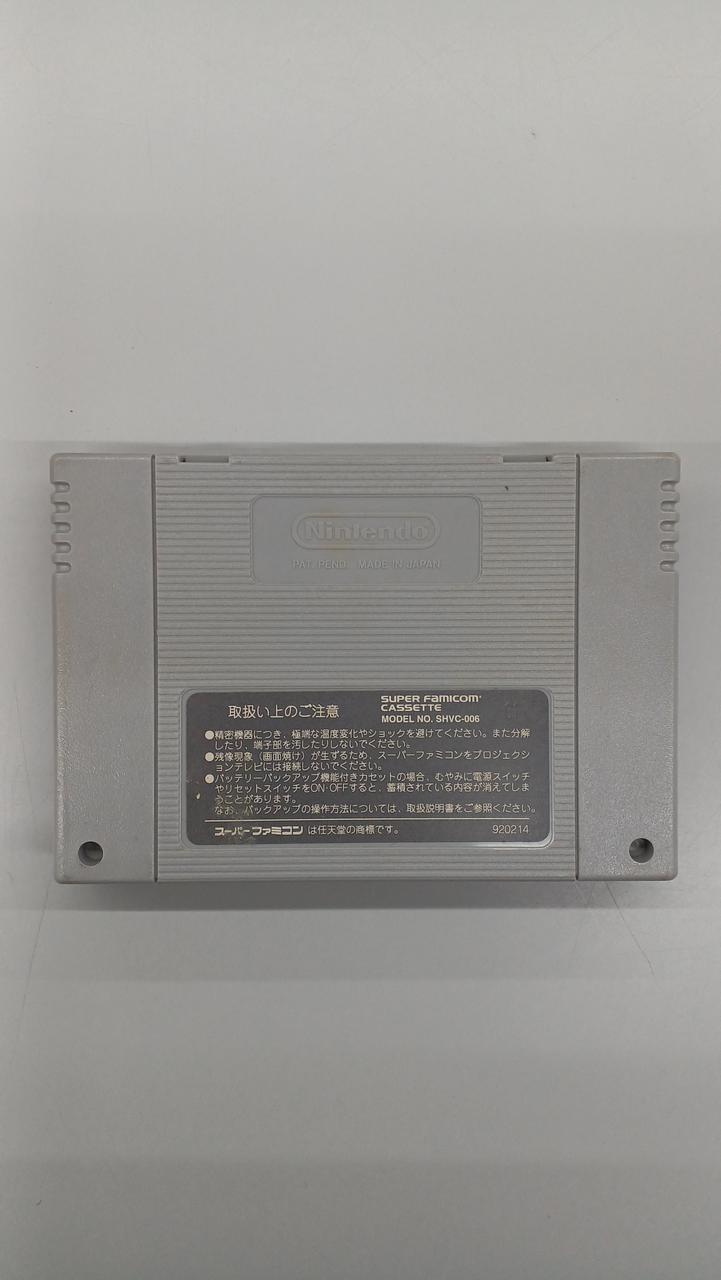 Nintendo
PAT. PEND. MADE IN JAPAN
取扱い上のご注意
SUPER FAMICOM
CASSETTE
MODEL NO. SHVC-006
●精密機器につき、極端な温度変化やショックを避けてください。また分解
したり、端子部を汚したりしないでください。
●残像現象（画面焼け）が生ずるため、スーパーファミコンをプロジェクシ
ョンテレビには接続しないでください。
●バッテリーバックアップ機能付きカセットの場合、むやみに電源スイッチ
やリセットスイッチをON・OFFすると、蓄積されている内容が消えてしま
うことがあります。
なお、バックアップの操作方法については、取扱説明書をご参照ください。
スーパーファミコン は任天堂の商標です。
920214